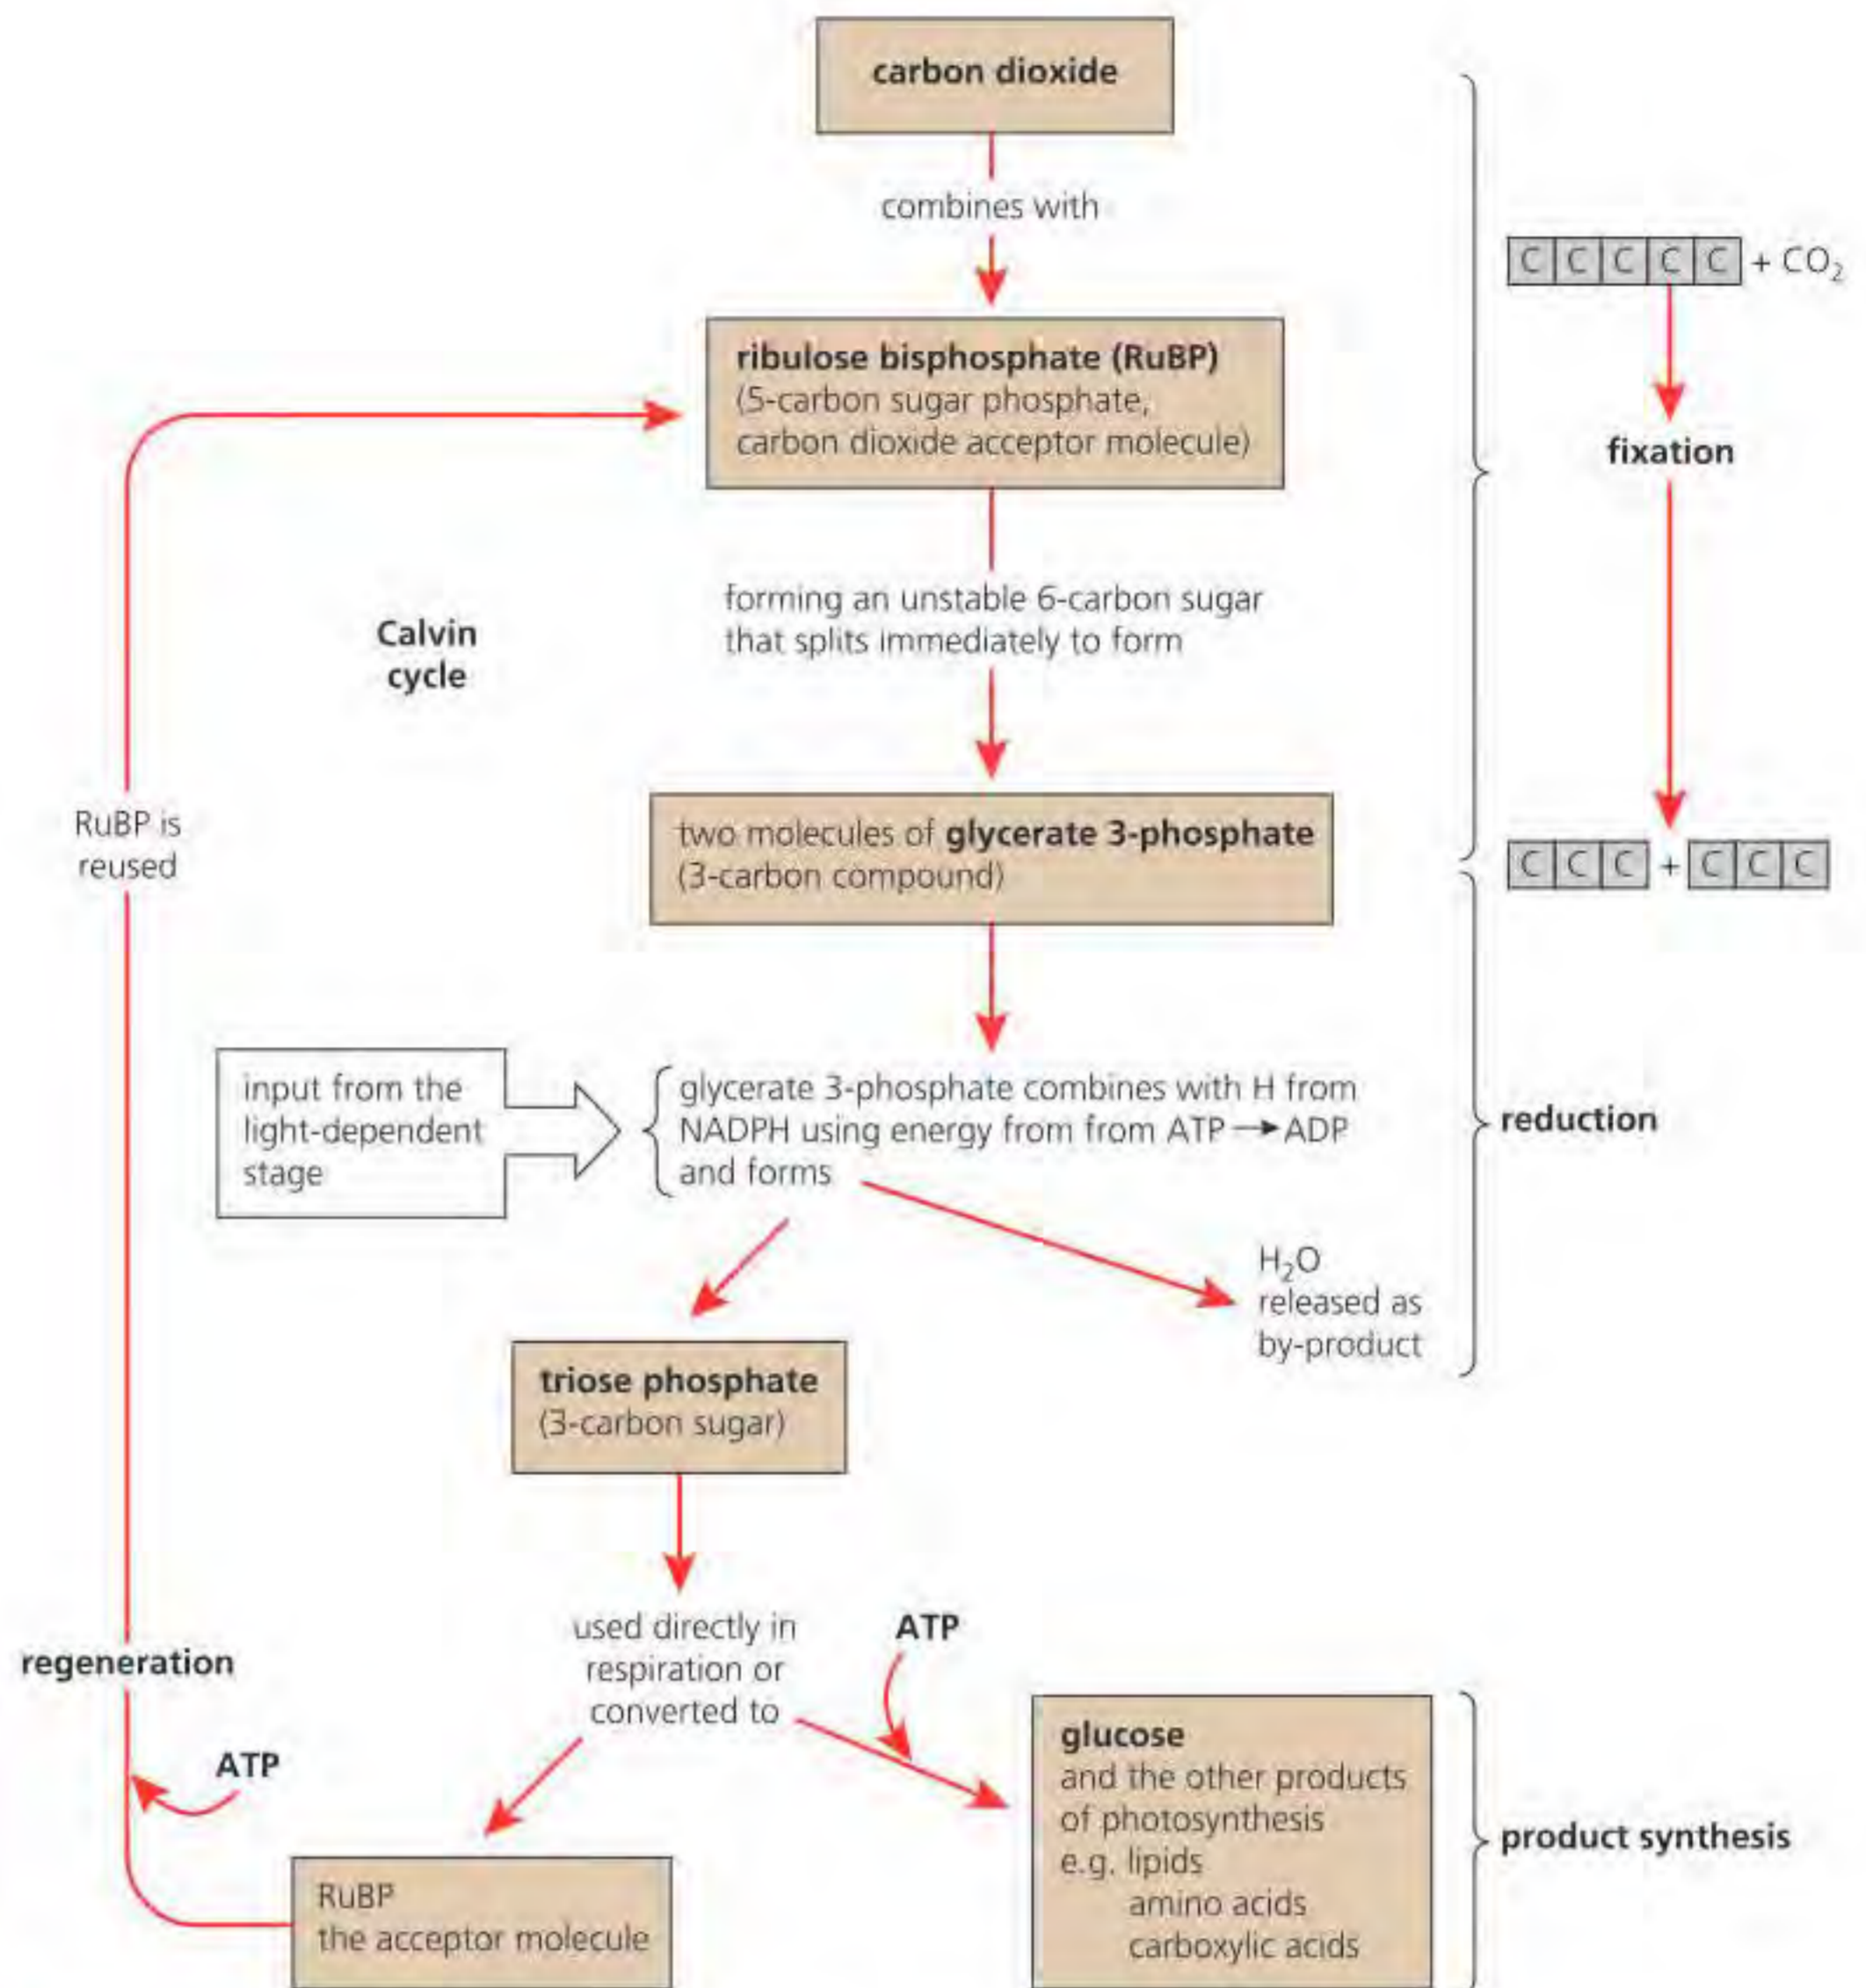 carbon dioxide
combines with
C C C C C + CO₂
ribulose bisphosphate (RuBP)
(5-carbon sugar phosphate,
carbon dioxide acceptor molecule)
fixation
forming an unstable 6-carbon sugar
that splits immediately to form
Calvin
cycle
RuBP is
reused
two molecules of glycerate 3-phosphate
(3-carbon compound)
C C C + C C C
input from the
light-dependent
stage
glycerate 3-phosphate combines with H from
NADPH using energy from from ATP → ADP
and forms
reduction
H₂O
released as
by-product
triose phosphate
(3-carbon sugar)
used directly in
respiration or
converted to
ATP
regeneration
ATP
glucose
and the other products
of photosynthesis
e.g. lipids
amino acids
carboxylic acids
product synthesis
RuBP
the acceptor molecule